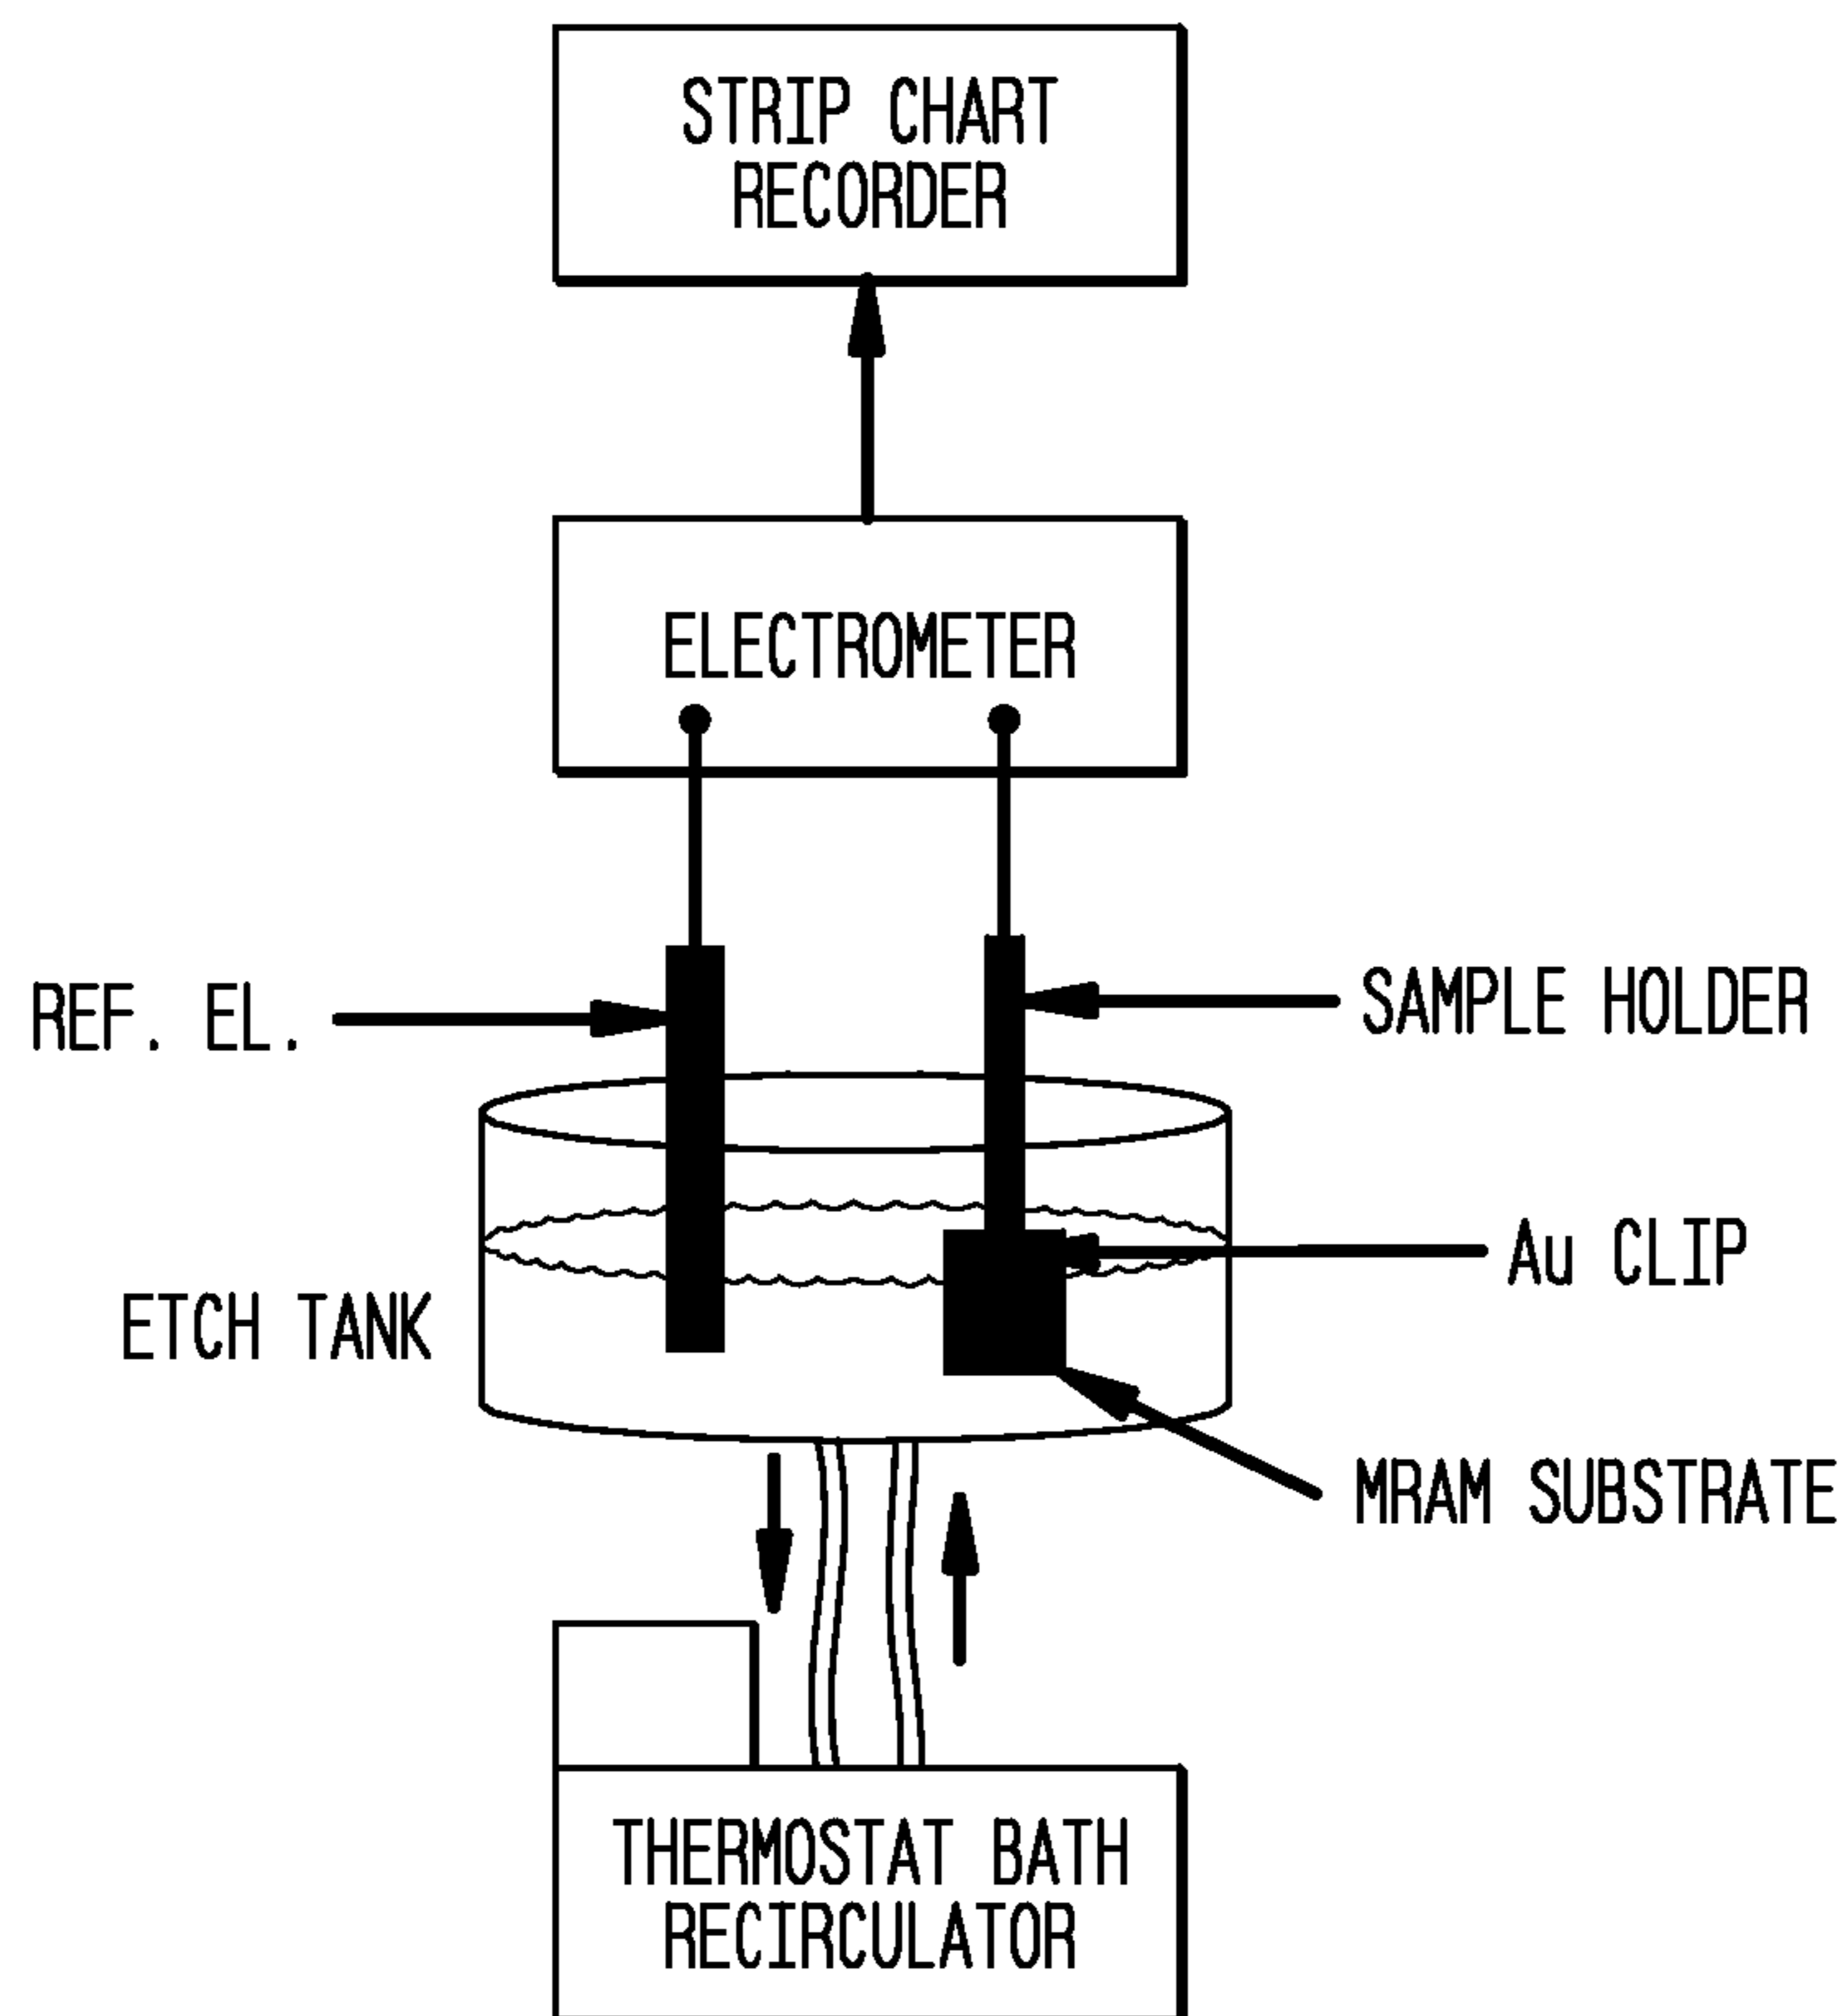 STRIP CHART
RECORDER
ELECTROMETER
REF. EL.
SAMPLE HOLDER
Au CLIP
ETCH TANK
MRAM SUBSTRATE
THERMOSTAT BATH
RECIRCULATOR